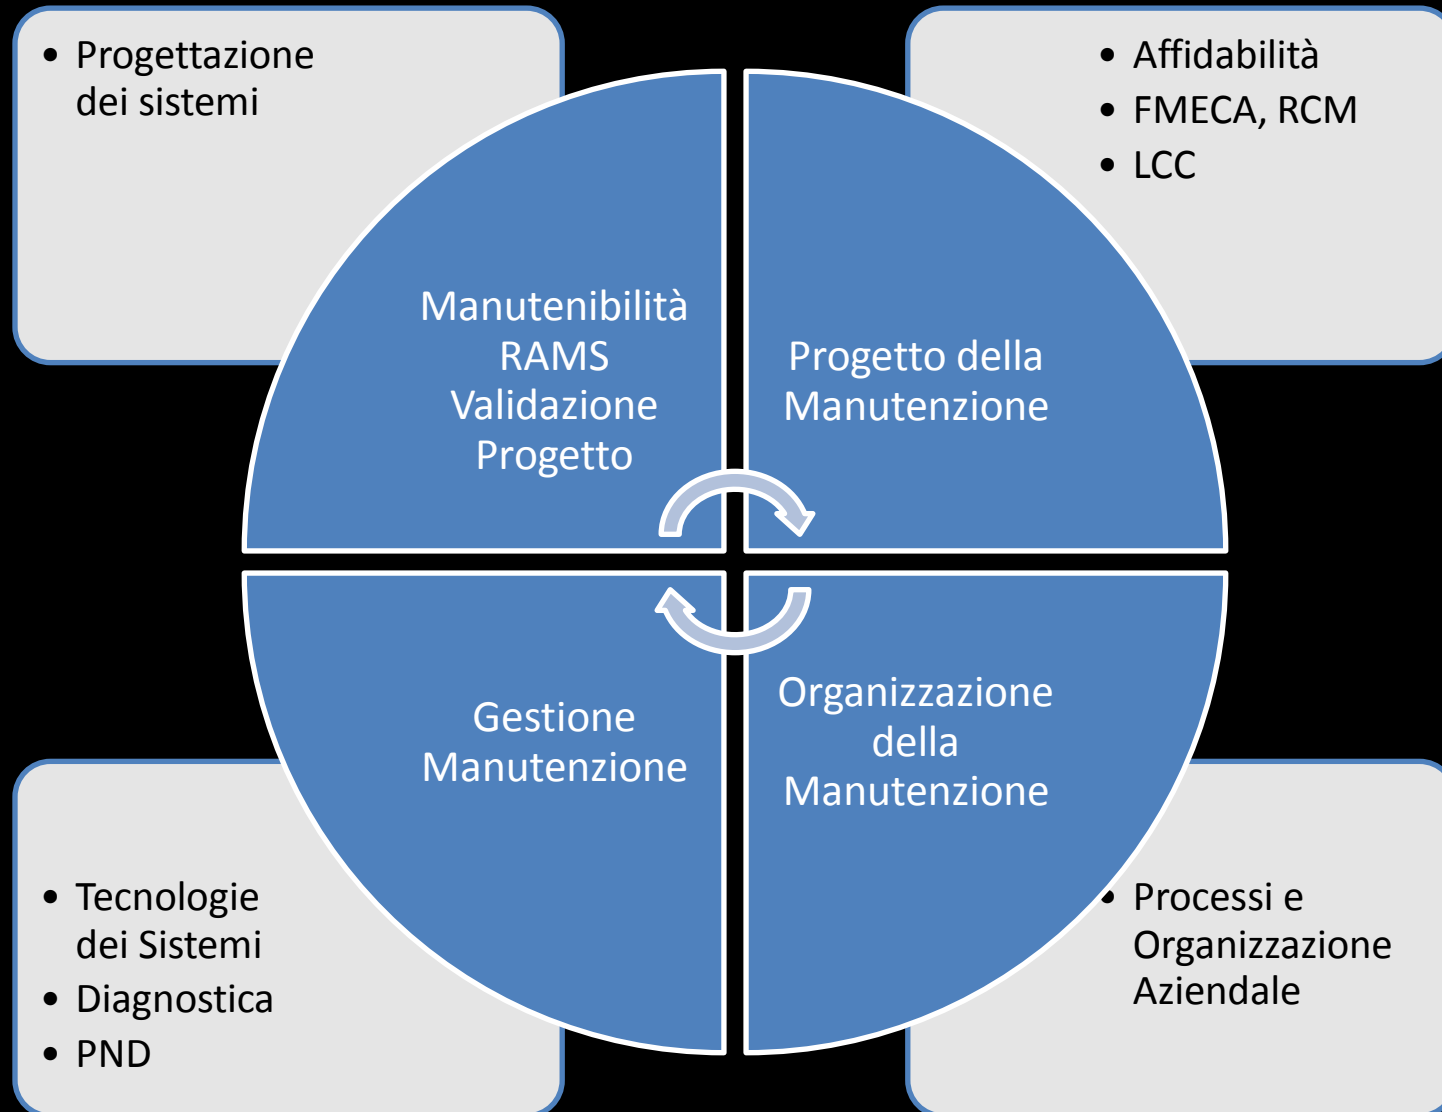 • Progettazione
dei sistemi
• Affidabilità
• FMECA, RCM
• LCC
Manutenibilità
RAMS
Validazione
Progetto
Progetto della
Manutenzione
Gestione
Manutenzione
Organizzazione
della
Manutenzione
• Tecnologie
dei Sistemi
• Diagnostica
• PND
• Processi e
Organizzazione
Aziendale